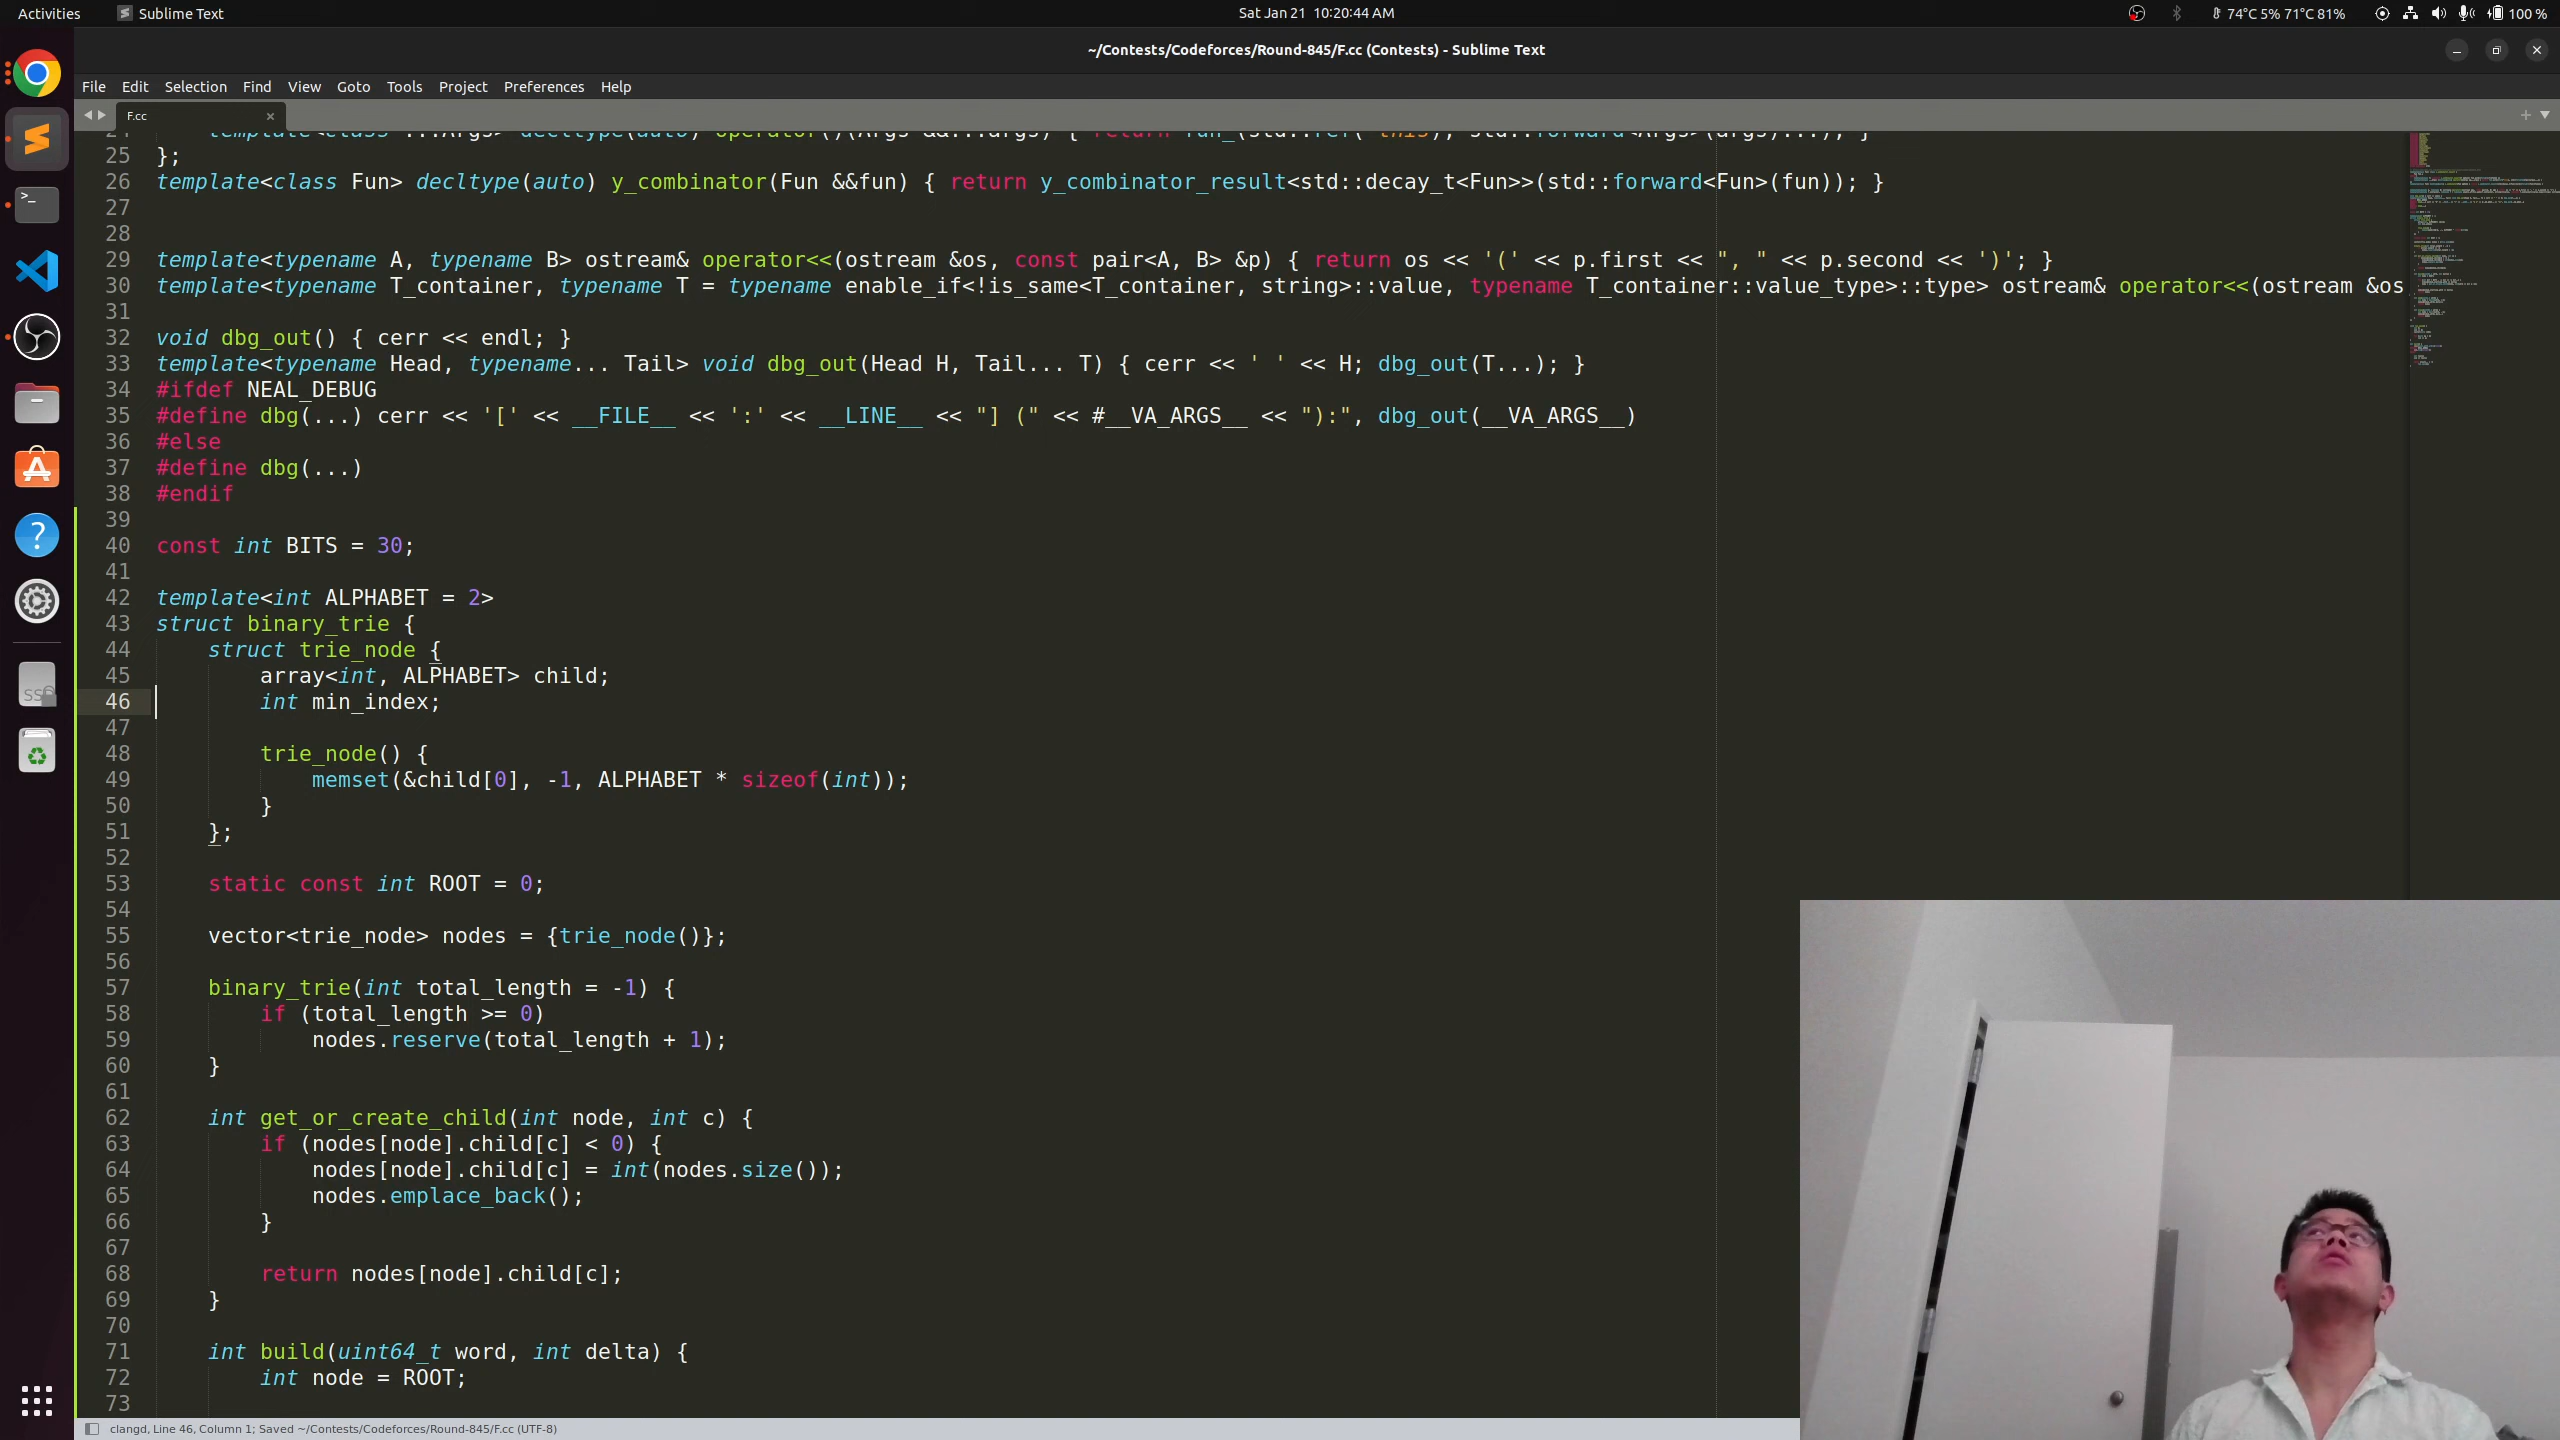 Activities
Sublime Text
Sat Jan 21 10:20:44 AM
74°C 5% 71°C 81%
100 %
~/Contests/Codeforces/Round-845/F.cc (Contests) - Sublime Text
File Edit Selection Find View Goto Tools Project Preferences Help
F.cc
25 };
26 template<class Fun> decltype(auto) y_combinator(Fun &&fun) { return y_combinator_result<std::decay_t<Fun>>(std::forward<Fun>(fun)); }
27
28
29 template<typename A, typename B> ostream& operator<<(ostream &os, const pair<A, B> &p) { return os << '(' << p.first << ", " << p.second << ')'; }
30 template<typename T_container, typename T = typename enable_if<!is_same<T_container, string>::value, typename T_container::value_type>::type> ostream& operator<<(ostream &os
31
32 void dbg_out() { cerr << endl; }
33 template<typename Head, typename... Tail> void dbg_out(Head H, Tail... T) { cerr << ' ' << H; dbg_out(T...); }
34 #ifdef NEAL_DEBUG
35 #define dbg(...) cerr << '[' << __FILE__ << ':' << __LINE__ << "] (" << #__VA_ARGS__ << "):", dbg_out(__VA_ARGS__)
36 #else
37 #define dbg(...)
38 #endif
39
40 const int BITS = 30;
41
42 template<int ALPHABET = 2>
43 struct binary_trie {
44     struct trie_node {
45         array<int, ALPHABET> child;
46         int min_index;
47
48         trie_node() {
49             memset(&child[0], -1, ALPHABET * sizeof(int));
50         }
51     };
52
53     static const int ROOT = 0;
54
55     vector<trie_node> nodes = {trie_node()};
56
57     binary_trie(int total_length = -1) {
58         if (total_length >= 0)
59             nodes.reserve(total_length + 1);
60     }
61
62     int get_or_create_child(int node, int c) {
63         if (nodes[node].child[c] < 0) {
64             nodes[node].child[c] = int(nodes.size());
65             nodes.emplace_back();
66         }
67
68         return nodes[node].child[c];
69     }
70
71     int build(uint64_t word, int delta) {
72         int node = ROOT;
73
clangd, Line 46, Column 1; Saved ~/Contests/Codeforces/Round-845/F.cc (UTF-8)